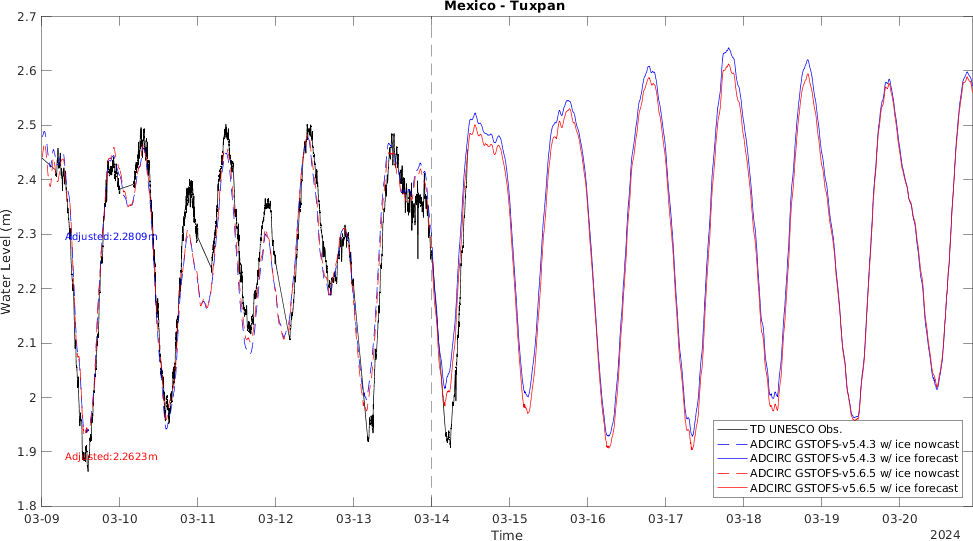 Mexico - Tuxpan
2.7
2.6
2.5
2.4
2.3
2.2
2.1
2
1.9
1.8
Water Level (m)
Adjusted:2.2809m
Adjusted:2.2623m
TD UNESCO Obs.
ADCIRC GSTOFS-v5.4.3 w/ ice nowcast
ADCIRC GSTOFS-v5.4.3 w/ ice forecast
ADCIRC GSTOFS-v5.6.5 w/ ice nowcast
ADCIRC GSTOFS-v5.6.5 w/ ice forecast
03-09 03-10 03-11 03-12 03-13 03-14 03-15 03-16 03-17 03-18 03-19 03-20
Time
2024